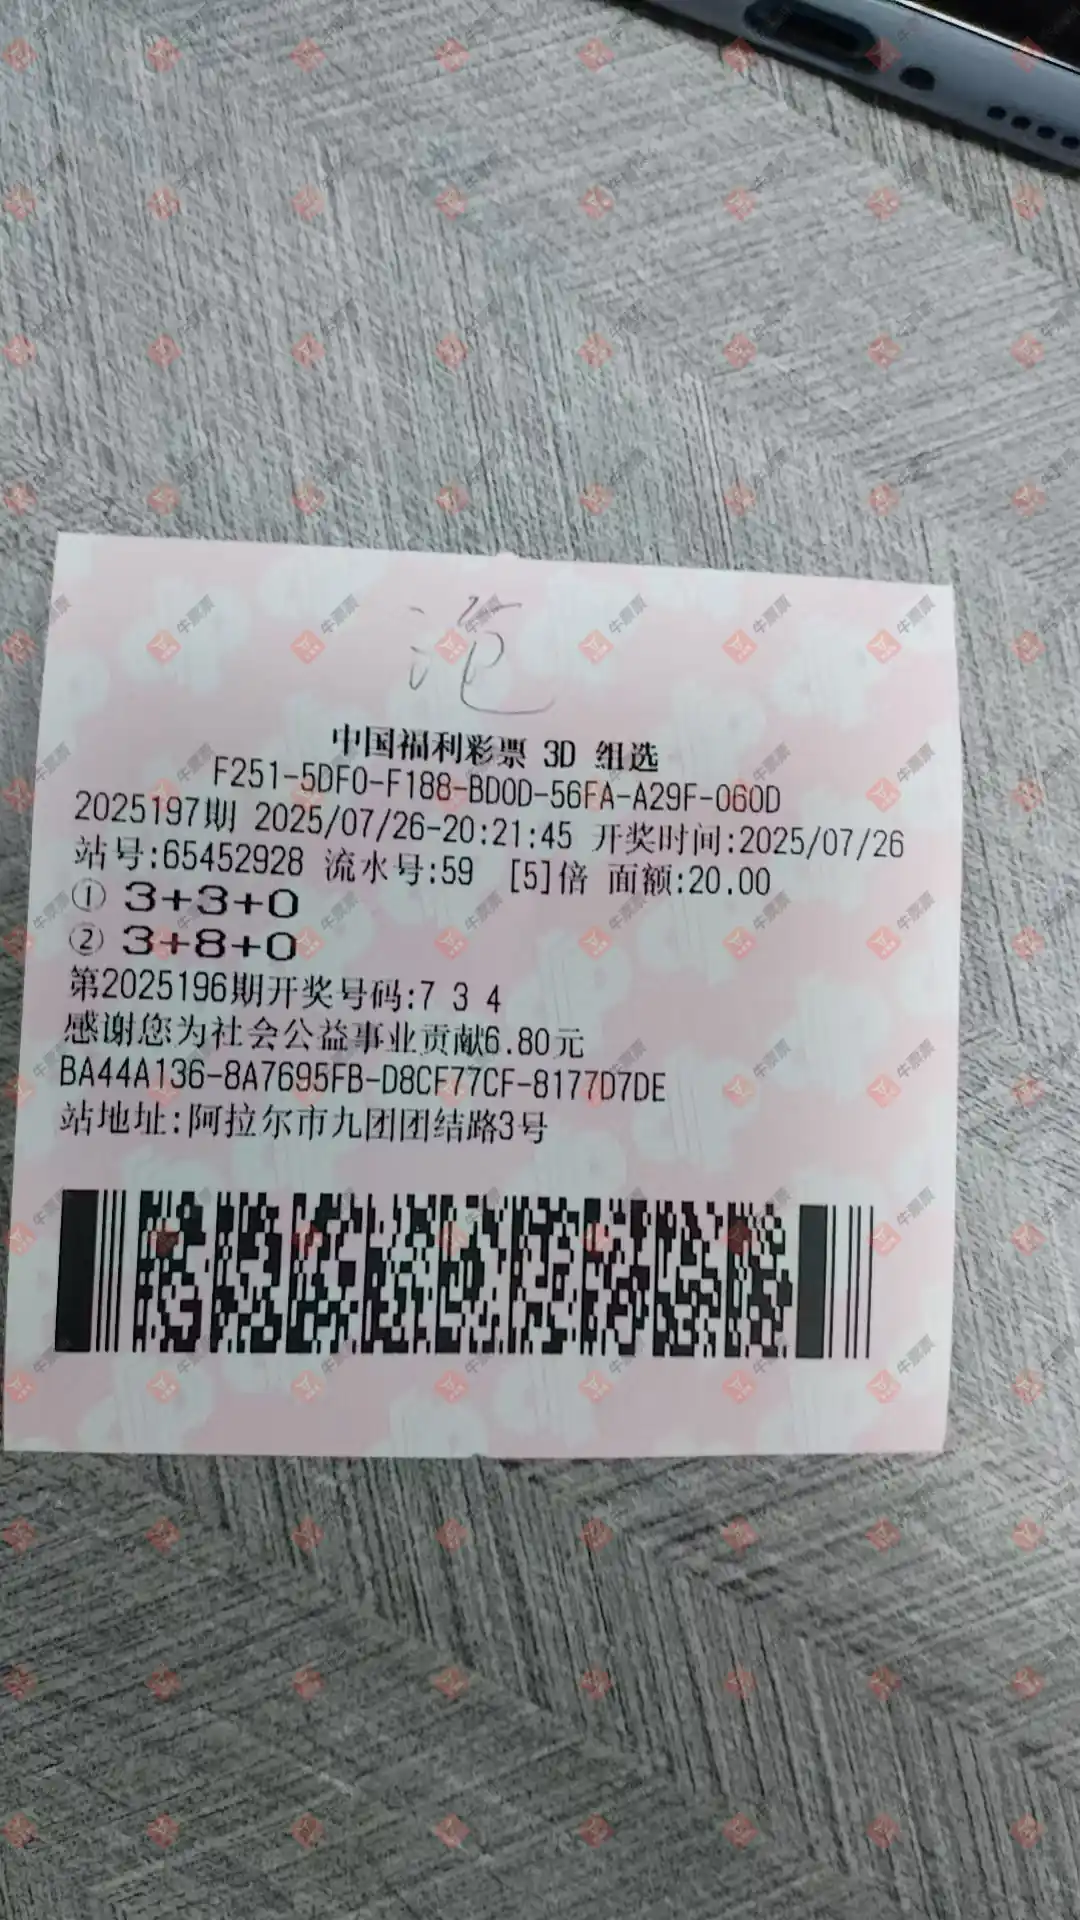 中国福利彩票 3D 组选
F251-5DF0-F188-BD0D-56FA-A29F-060D
2025197期 2025/07/26-20:21:45 开奖时间:2025/07/26
站号:65452928 流水号:59 [5]倍 面额:20.00
① 3+3+0
② 3+8+0
第2025196期开奖号码:7 3 4
感谢您为社会公益事业贡献6.80元
BA44A136-8A7695FB-D8CF77CF-8177D7DE
站地址:阿拉尔市九团团结路3号
牛票票